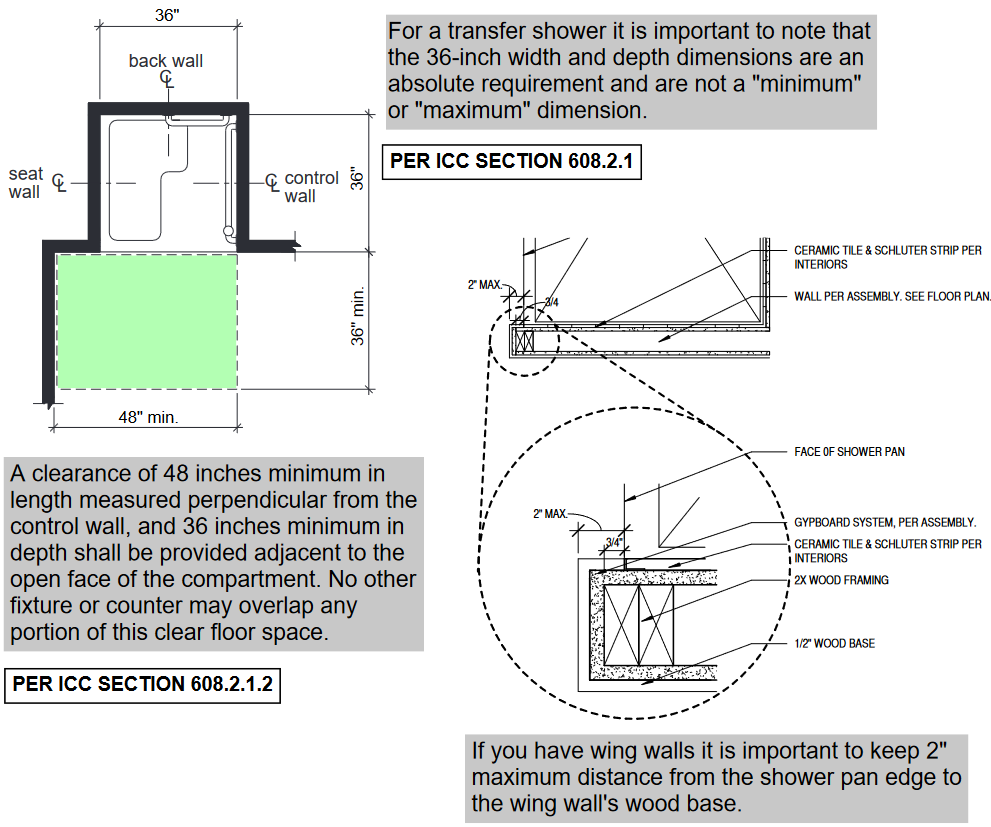 36"
back wall
℄
seat
wall
℄
℄ control
wall
36"
36" min.
48" min.
For a transfer shower it is important to note that
the 36-inch width and depth dimensions are an
absolute requirement and are not a "minimum"
or "maximum" dimension.
PER ICC SECTION 608.2.1
A clearance of 48 inches minimum in
length measured perpendicular from the
control wall, and 36 inches minimum in
depth shall be provided adjacent to the
open face of the compartment. No other
fixture or counter may overlap any
portion of this clear floor space.
PER ICC SECTION 608.2.1.2
2" MAX.
3/4
CERAMIC TILE & SCHLUTER STRIP PER
INTERIORS
WALL PER ASSEMBLY. SEE FLOOR PLAN.
FACE 0F SHOWER PAN
2" MAX.
3/4"
GYPBOARD SYSTEM, PER ASSEMBLY.
CERAMIC TILE & SCHLUTER STRIP PER
INTERIORS
2X WOOD FRAMING
1/2" WOOD BASE
If you have wing walls it is important to keep 2"
maximum distance from the shower pan edge to
the wing wall's wood base.